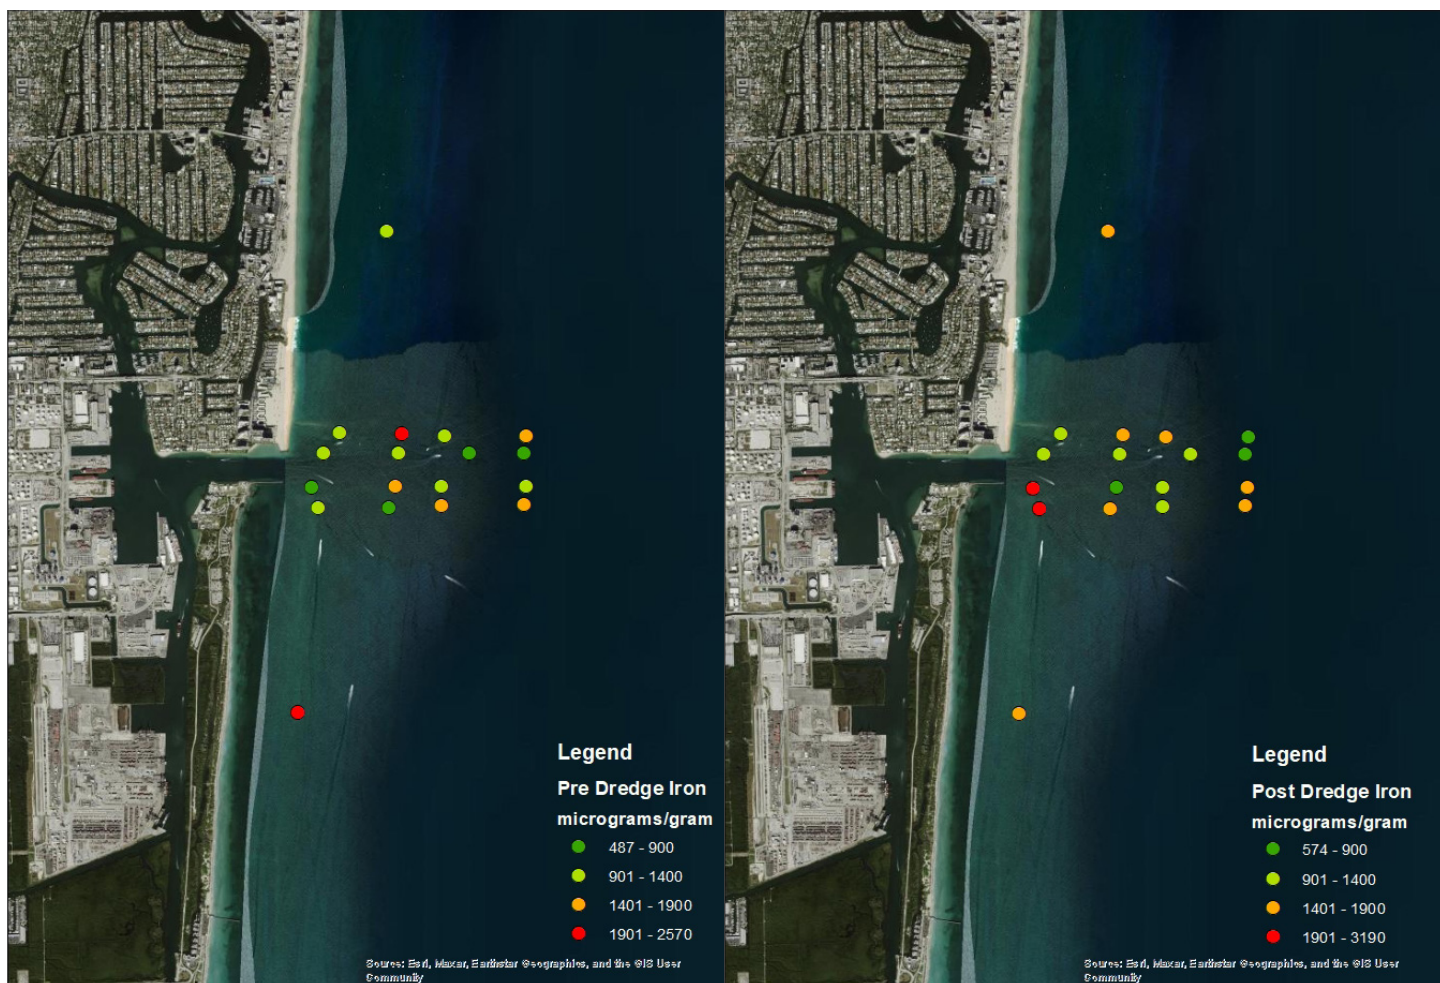 Legend
Pre Dredge Iron
micrograms/gram
487 - 900
901 - 1400
1401 - 1900
1901 - 2570
Source: Esri, Maxar, Earthstar Geographics, and the GIS User
Community
Legend
Post Dredge Iron
micrograms/gram
574 - 900
901 - 1400
1401 - 1900
1901 - 3190
Source: Esri, Maxar, Earthstar Geographics, and the GIS User
Community